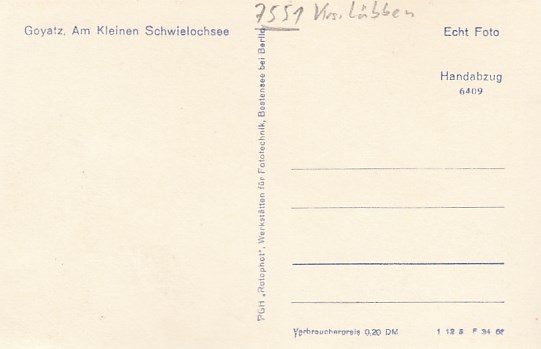 7551 Krs. Lübben
Goyatz, Am Kleinen Schwielochsee
Echt Foto
Handabzug
6409
PGH „Rotophot", Werkstätten für Fototechnik, Bestensee bei Berlin
Verbraucherpreis 0,20 DM
1 12 5 F 34 66